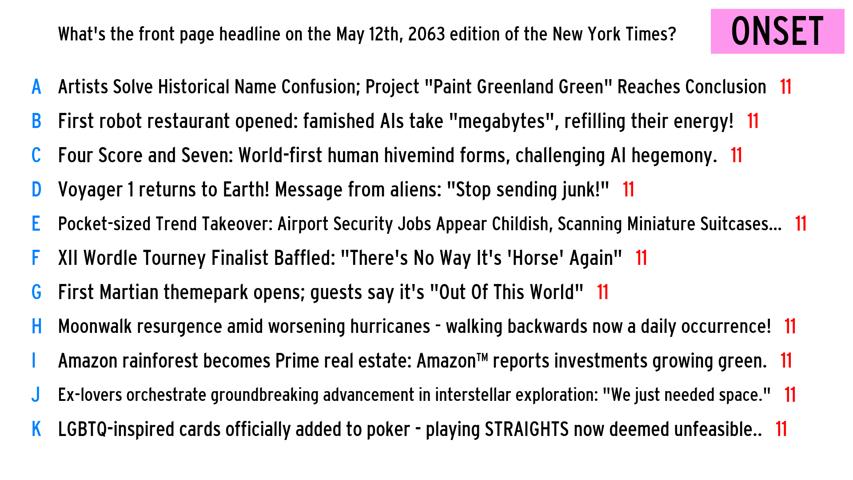 What's the front page headline on the May 12th, 2063 edition of the New York Times? ONSET
A Artists Solve Historical Name Confusion; Project "Paint Greenland Green" Reaches Conclusion 11
B First robot restaurant opened: famished AIs take "megabytes", refilling their energy! 11
C Four Score and Seven: World-first human hivemind forms, challenging AI hegemony. 11
D Voyager 1 returns to Earth! Message from aliens: "Stop sending junk!" 11
E Pocket-sized Trend Takeover: Airport Security Jobs Appear Childish, Scanning Miniature Suitcases... 11
F XII Wordle Tourney Finalist Baffled: "There's No Way It's 'Horse' Again" 11
G First Martian themepark opens; guests say it's "Out Of This World" 11
H Moonwalk resurgence amid worsening hurricanes - walking backwards now a daily occurrence! 11
I Amazon rainforest becomes Prime real estate: Amazon™ reports investments growing green. 11
J Ex-lovers orchestrate groundbreaking advancement in interstellar exploration: "We just needed space." 11
K LGBTQ-inspired cards officially added to poker - playing STRAIGHTS now deemed unfeasible.. 11